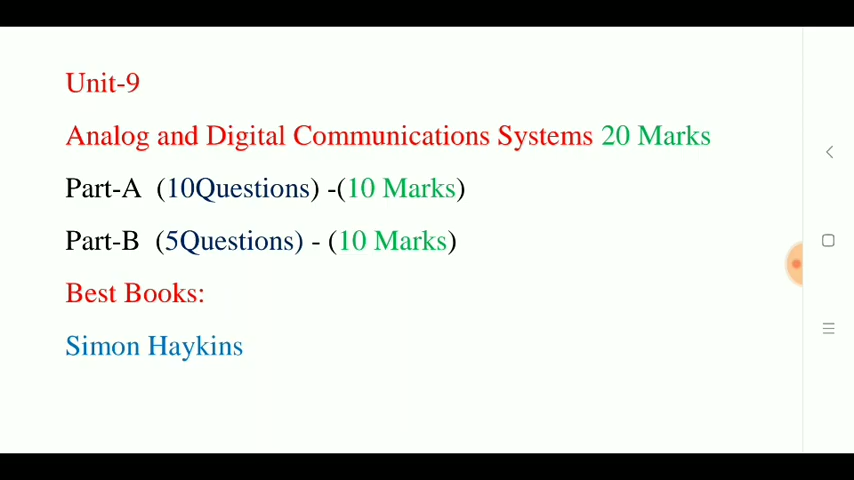 Unit-9
Analog and Digital Communications Systems 20 Marks
Part-A (10Questions) -(10 Marks)
Part-B (5Questions) - (10 Marks)
Best Books:
Simon Haykins